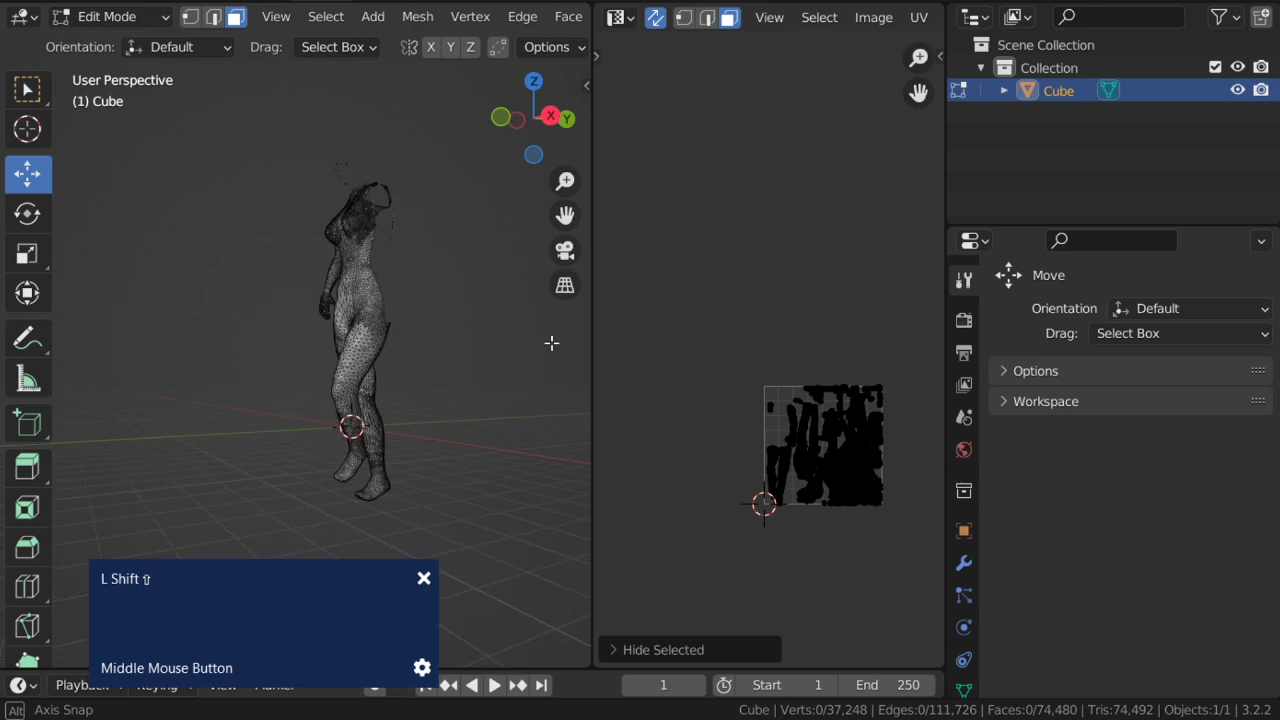 Edit Mode View Select Add Mesh Vertex Edge Face
View Select Image UV
Orientation: Default Drag: Select Box X Y Z Options
User Perspective
(1) Cube
Z
X
Y
Scene Collection
Collection
Cube
Move
Orientation Default
Drag: Select Box
Options
Workspace
L Shift ⇧
Middle Mouse Button
Hide Selected
Playback 1 Start 1 End 250
Alt Axis Snap
Cube | Verts:0/37,248 | Edges:0/111,726 | Faces:0/74,480 | Tris:74,492 | Objects:1/1 | 3.2.2